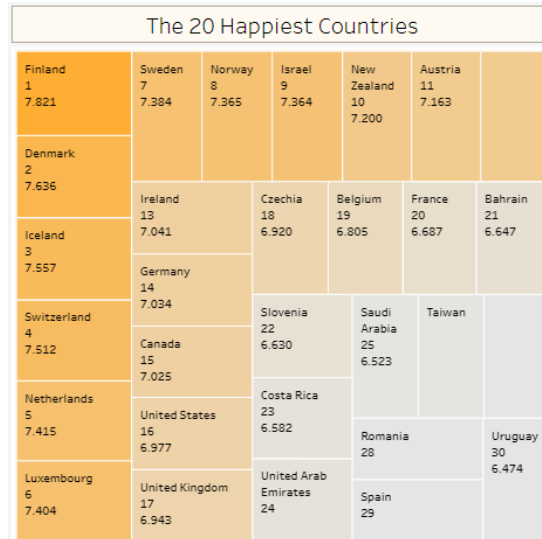 The 20 Happiest Countries
Finland
1
7.821
Denmark
2
7.636
Iceland
3
7.557
Switzerland
4
7.512
Netherlands
5
7.415
Luxembourg
6
7.404
Sweden
7
7.384
Norway
8
7.365
Israel
9
7.364
New
Zealand
10
7.200
Austria
11
7.163
Ireland
13
7.041
Germany
14
7.034
Canada
15
7.025
United States
16
6.977
United Kingdom
17
6.943
Czechia
18
6.920
Belgium
19
6.805
France
20
6.687
Bahrain
21
6.647
Slovenia
22
6.630
Costa Rica
23
6.582
United Arab
Emirates
24
Saudi
Arabia
25
6.523
Taiwan
Romania
28
Spain
29
Uruguay
30
6.474